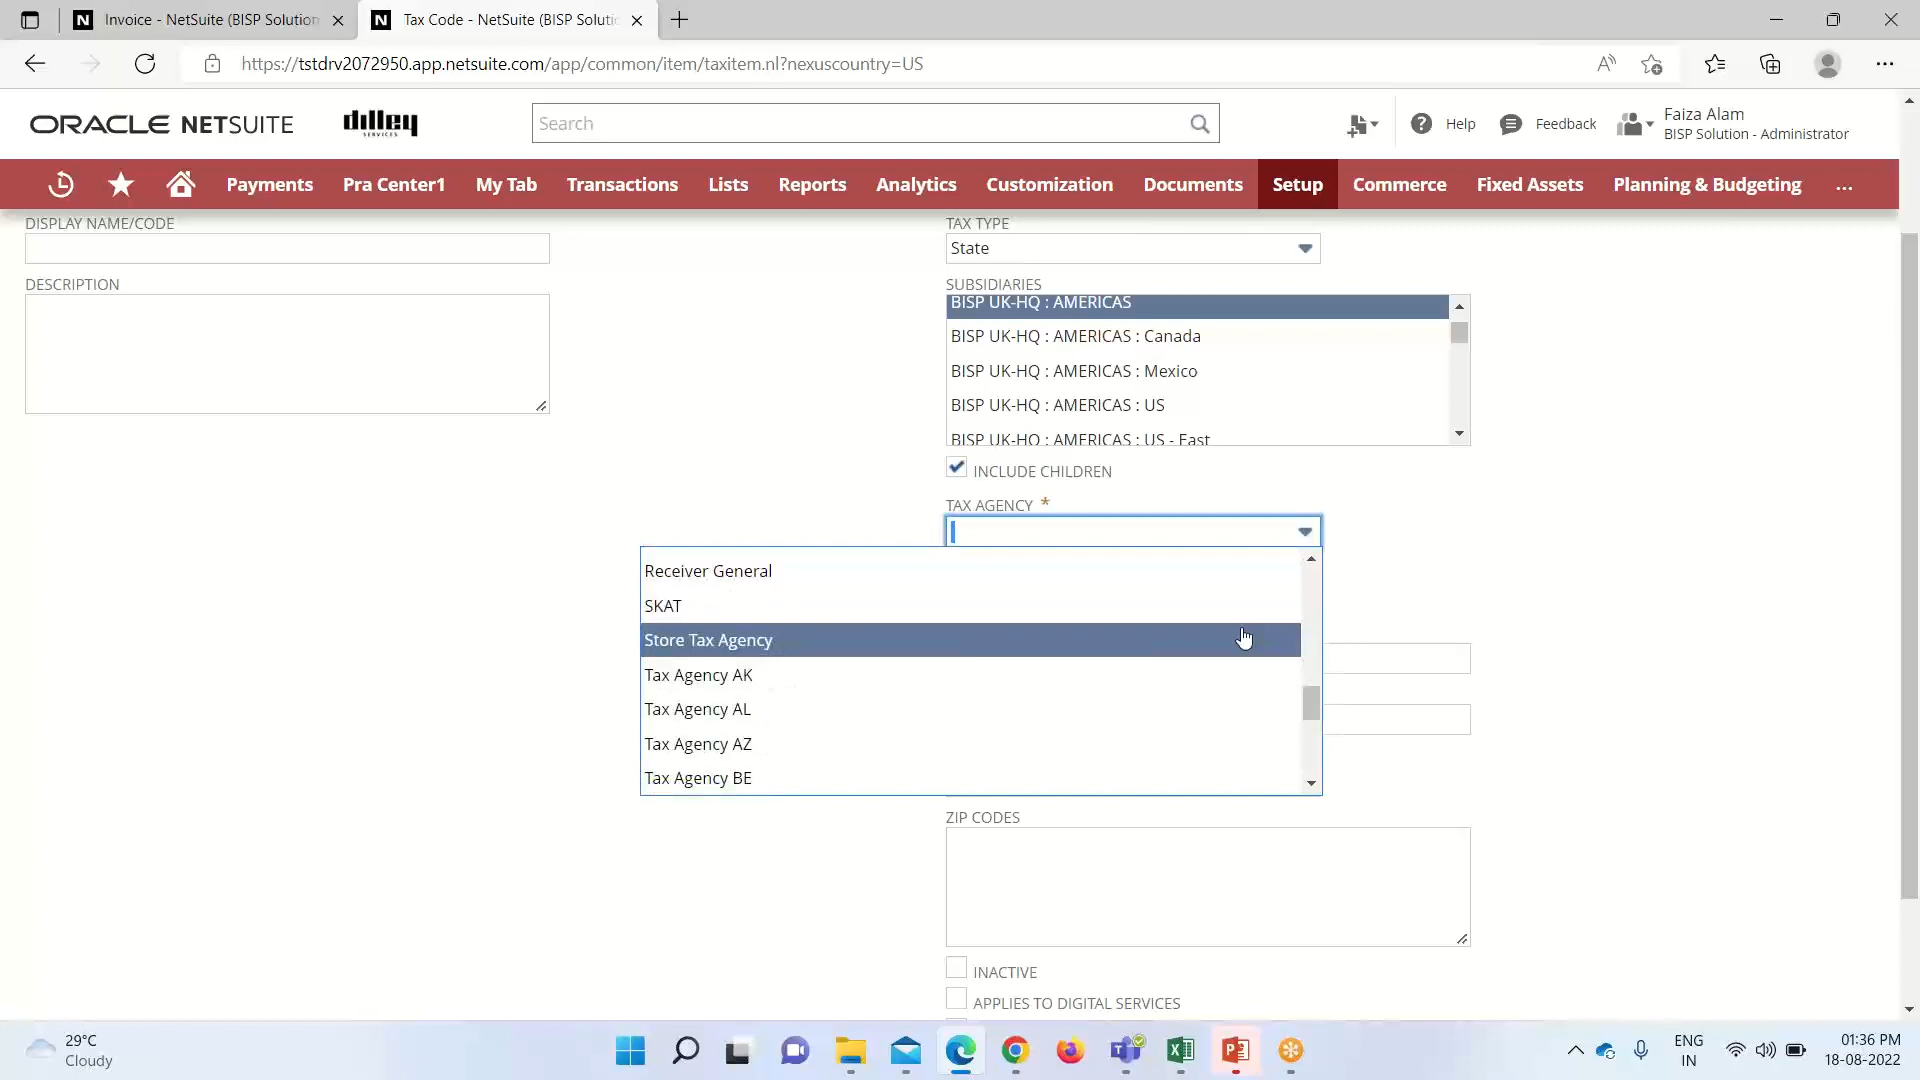 Invoice - NetSuite (BISP Solution
Tax Code - NetSuite (BISP Soluti
https://tstdrv2072950.app.netsuite.com/app/common/item/taxitem.nl?nexuscountry=US
ORACLE NETSUITE
dilley
SERVICES
Search
Help
Feedback
Faiza Alam
BISP Solution - Administrator
Payments
Pra Center1
My Tab
Transactions
Lists
Reports
Analytics
Customization
Documents
Setup
Commerce
Fixed Assets
Planning & Budgeting
...
DISPLAY NAME/CODE
DESCRIPTION
TAX TYPE
State
SUBSIDIARIES
BISP UK-HQ : AMERICAS
BISP UK-HQ : AMERICAS : Canada
BISP UK-HQ : AMERICAS : Mexico
BISP UK-HQ : AMERICAS : US
BISP UK-HQ : AMERICAS : US - East
INCLUDE CHILDREN
TAX AGENCY *
Receiver General
SKAT
Store Tax Agency
Tax Agency AK
Tax Agency AL
Tax Agency AZ
Tax Agency BE
ZIP CODES
INACTIVE
APPLIES TO DIGITAL SERVICES
29°C
Cloudy
ENG
IN
01:36 PM
18-08-2022